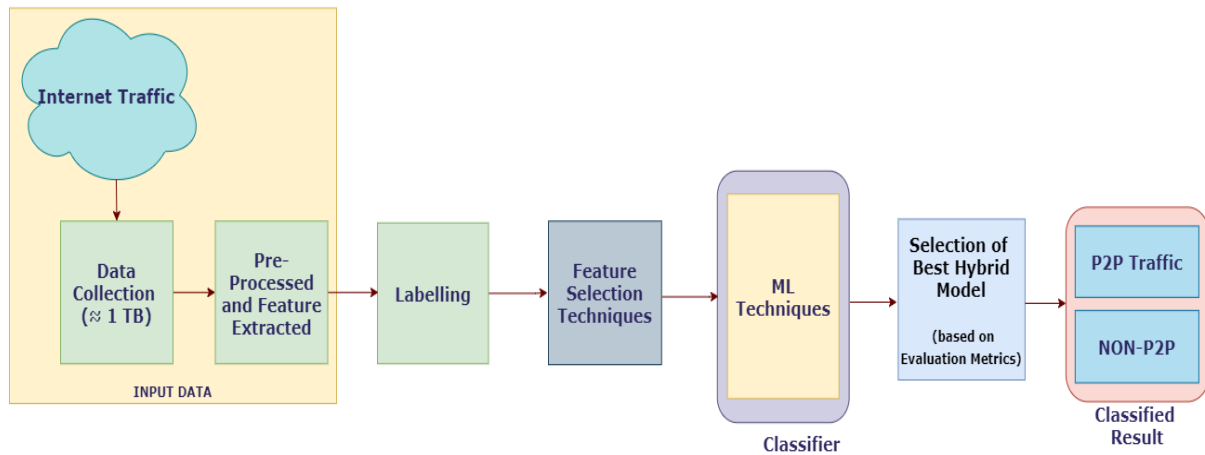 Internet Traffic
Data
Collection
(≈ 1 TB)
Pre-
Processed
and Feature
Extracted
INPUT DATA
Labelling
Feature
Selection
Techniques
ML
Techniques
Classifier
Selection of
Best Hybrid
Model
(based on
Evaluation Metrics)
P2P Traffic
NON-P2P
Classified
Result